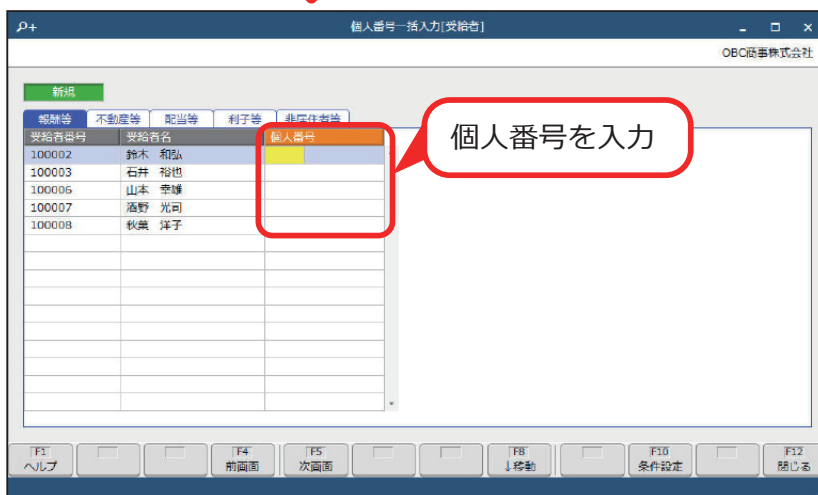 個人番号一括入力[受給者]
OBC商事株式会社
新規
報酬等 不動産等 配当等 利子等 非居住者等
受給者番号 受給者名 個人番号
100002 鈴木 和弘
100003 石井 裕也
100006 山本 幸雄
100007 酒野 光司
100008 秋葉 洋子
個人番号を入力
F1 F4 F5 F8 F10 F12
ヘルプ 前画面 次画面 ↓移動 条件設定 閉じる